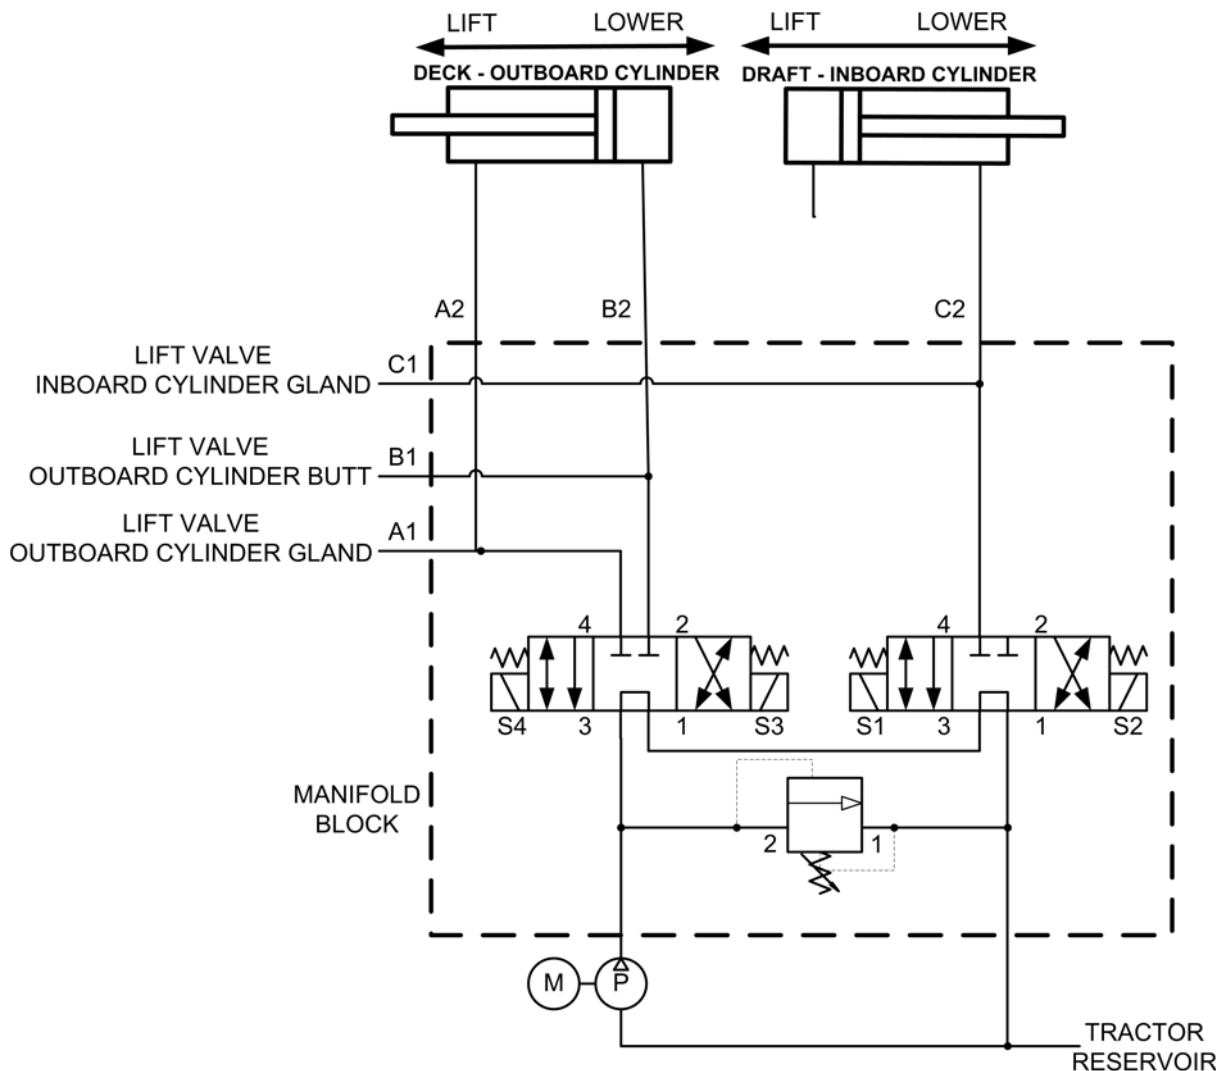 LIFT
LOWER
LIFT
LOWER
DECK - OUTBOARD CYLINDER
DRAFT - INBOARD CYLINDER
A2
B2
C2
LIFT VALVE
INBOARD CYLINDER GLAND
C1
LIFT VALVE
OUTBOARD CYLINDER BUTT
B1
LIFT VALVE
OUTBOARD CYLINDER GLAND
A1
4
2
4
2
S4
3
1
S3
S1
3
1
S2
MANIFOLD
BLOCK
2
1
M
P
TRACTOR
RESERVOIR